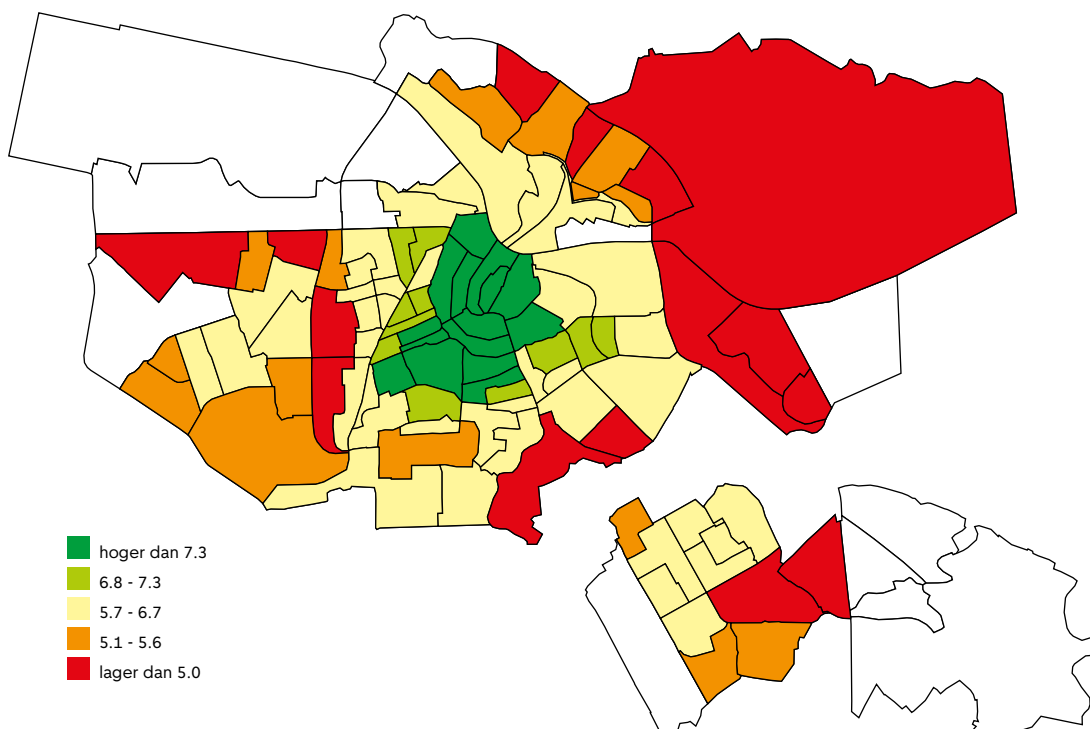 hoger dan 7.3
6.8 - 7.3
5.7 - 6.7
5.1 - 5.6
lager dan 5.0